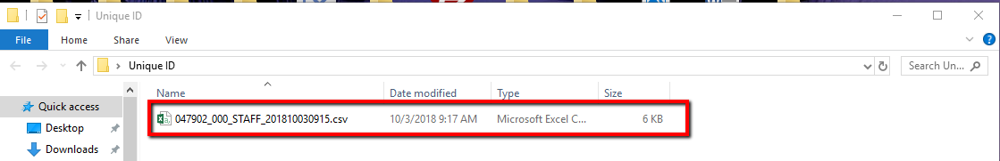 Unique ID
File Home Share View
Unique ID Search Un...
Name Date modified Type Size
Quick access
047902_000_STAFF_201810030915.csv 10/3/2018 9:17 AM Microsoft Excel C... 6 KB
Desktop
Downloads